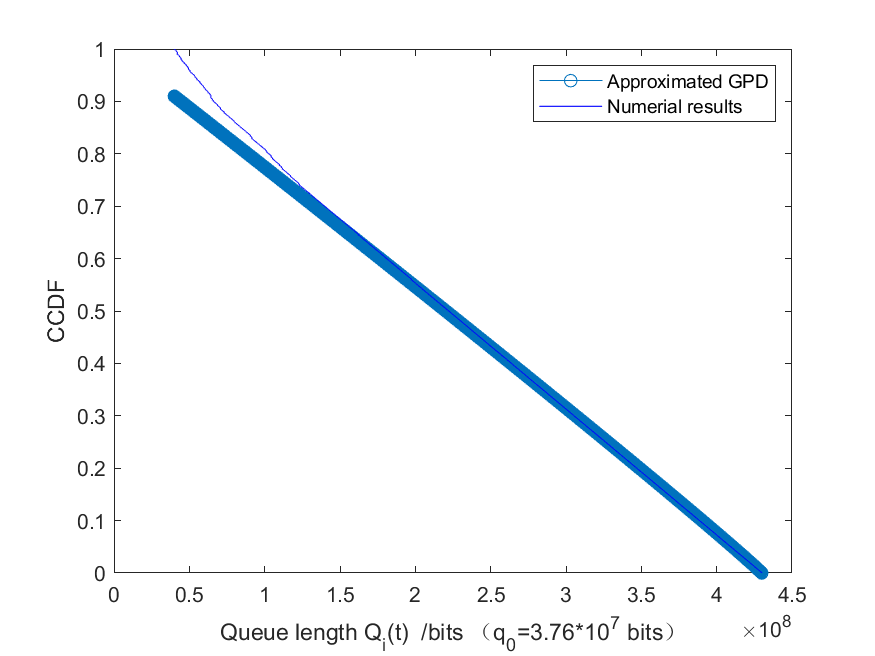 Approximated GPD
Numerial results
1
0.9
0.8
0.7
0.6
0.5
0.4
0.3
0.2
0.1
0
CCDF
0 0.5 1 1.5 2 2.5 3 3.5 4 4.5
×10^8
Queue length Q_i(t) /bits （q_0=3.76*10^7 bits）